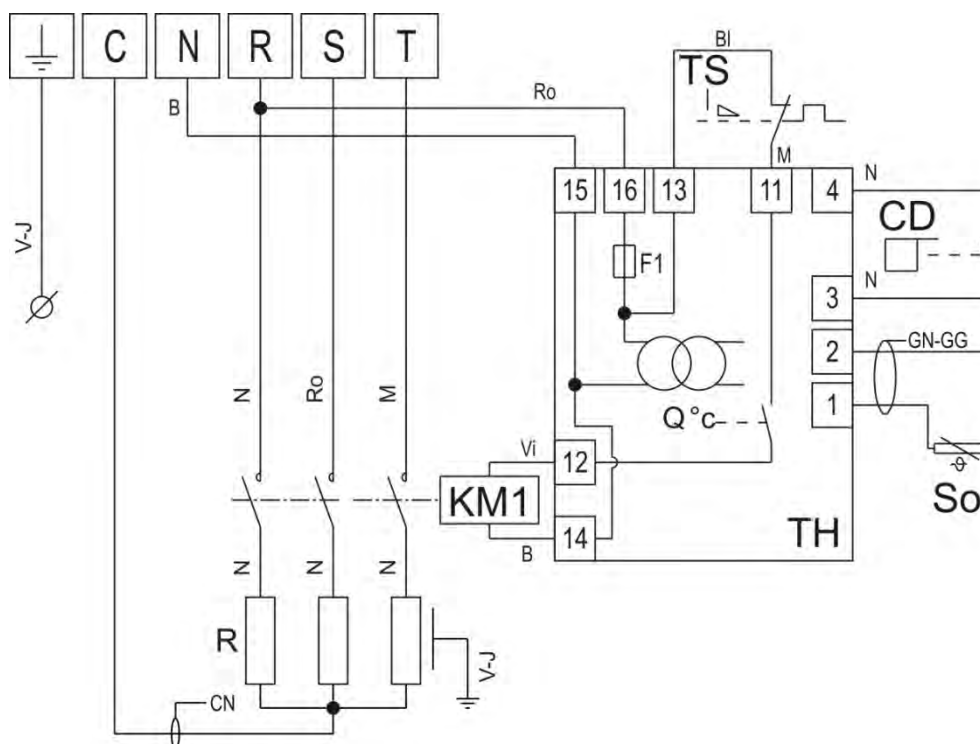 C N R S T
Bl
TS
Ro
B
M
15 16 13 11 4 N
CD
F1
3 N
V-J
2 GN-GG
1
Q°c
N Ro M
Vi
12
So
KM1
TH
14
B
N N N
R
V-J
CN